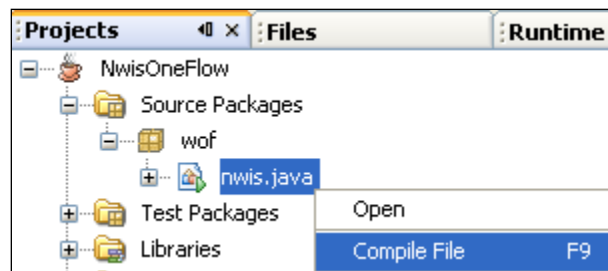 Projects Files Runtime
NwisOneFlow
Source Packages
wof
nwis.java
Test Packages Open
Libraries Compile File F9